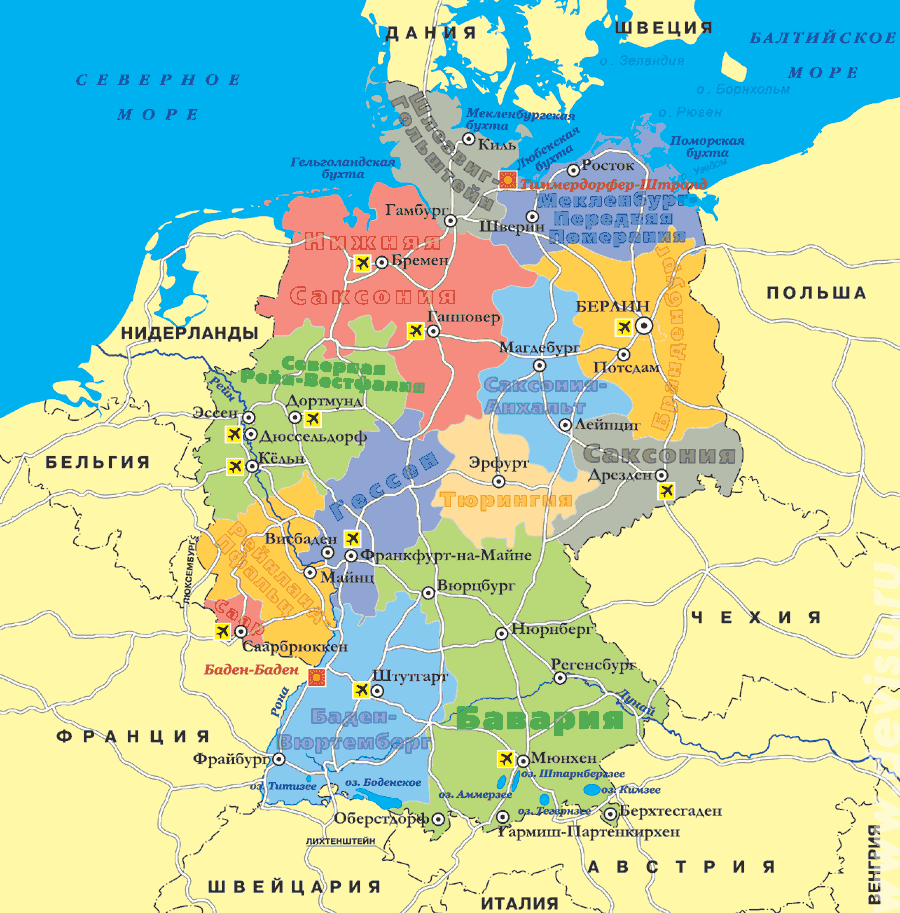 ДАНИЯ
ШВЕЦИЯ
БАЛТИЙСКОЕ
МОРЕ
СЕВЕРНОЕ
МОРЕ
о. Зеландия
о. Борнхольм
о. Рюген
Мекленбургская
бухта
Киль
Шлезвиг-
Гольштейн
Любекская
бухта
Поморская
бухта
Узедом
Гельголандская
бухта
Росток
Тиммердорфер-Штранд
Мекленбург
Передняя
Померания
Гамбург
Шверин
Нижняя
Саксония
Бремен
Ганновер
БЕРЛИН
Потсдам
Бранденбург
ПОЛЬША
НИДЕРЛАНДЫ
Магдебург
Саксония-
Анхальт
Северная
Рейн-Вестфалия
Рейн
Эссен
Дортмунд
Дюссельдорф
Кёльн
Лейпциг
Саксония
Дрезден
БЕЛЬГИЯ
Гессен
Эрфурт
Тюрингия
Висбаден
Франкфурт-на-Майне
Майнц
Рейнланд-
Пфальц
ЛЮКСЕМБУРГ
Вюрцбург
Саар
Саарбрюккен
Нюрнберг
ЧЕХИЯ
Баден-Баден
Регенсбург
Штутгарт
Рона
Дунай
Бавария
Баден-
Вюртемберг
ФРАНЦИЯ
Фрайбург
Мюнхен
оз. Штарнбергзее
оз. Титизее
оз. Боденское
оз. Аммерзее
оз. Кимзее
оз. Тегернзее
Оберстдорф
Берхтесгаден
Гармиш-Партенкирхен
ЛИХТЕНШТЕЙН
АВСТРИЯ
ШВЕЙЦАРИЯ
ИТАЛИЯ
ВЕНГРИЯ
www.nevisu.ru